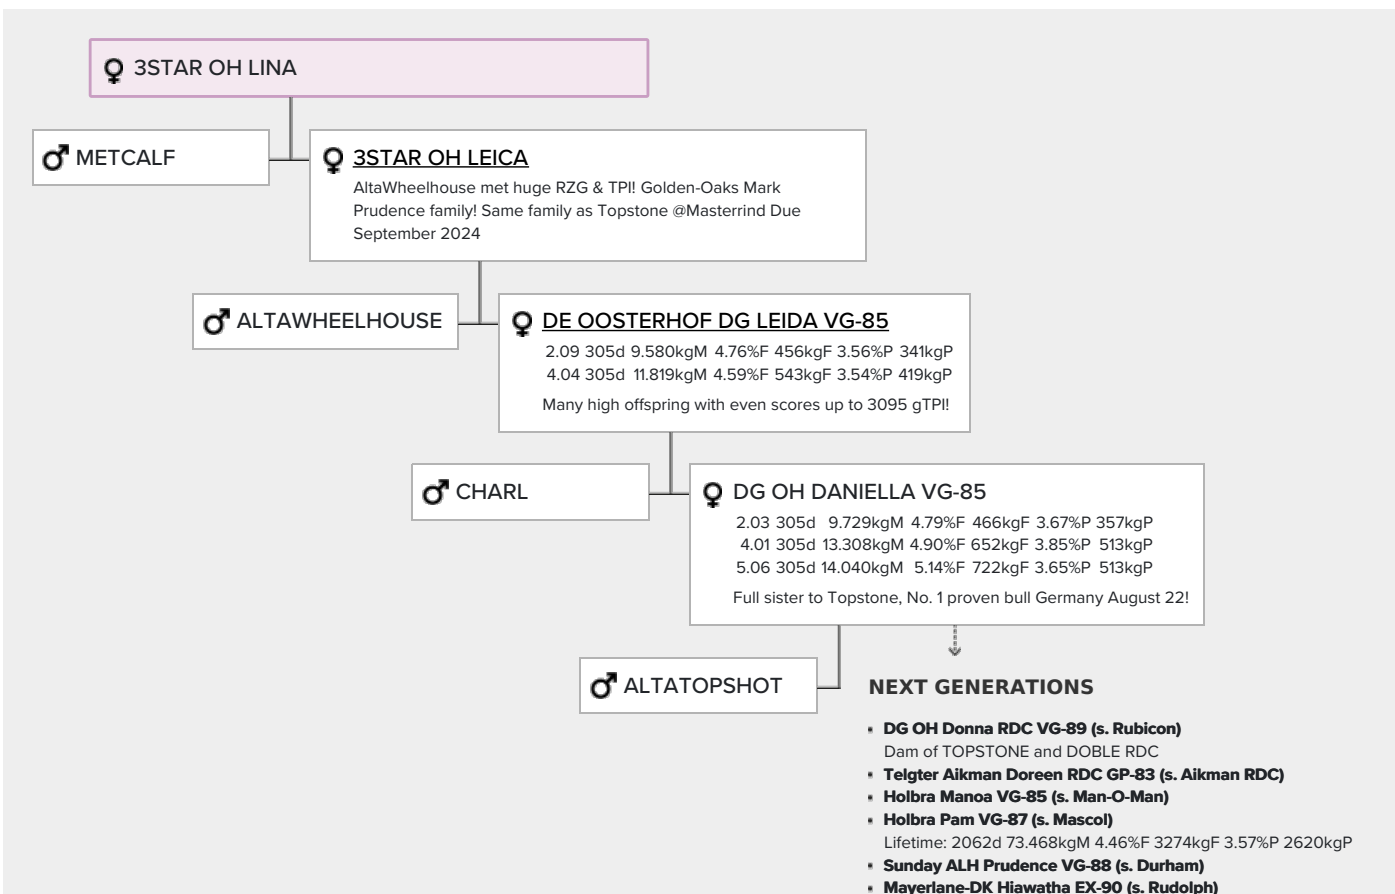 3STAR OH LINA
METCALF
3STAR OH LEICA
AltaWheelhouse met huge RZG & TPI! Golden-Oaks Mark
Prudence family! Same family as Topstone @Masterrind Due
September 2024
ALTAWHEELHOUSE
DE OOSTERHOF DG LEIDA VG-85
2.09 305d 9.580kgM 4.76%F 456kgF 3.56%P 341kgP
4.04 305d 11.819kgM 4.59%F 543kgF 3.54%P 419kgP
Many high offspring with even scores up to 3095 gTPI!
CHARL
DG OH DANIELLA VG-85
2.03 305d 9.729kgM 4.79%F 466kgF 3.67%P 357kgP
4.01 305d 13.308kgM 4.90%F 652kgF 3.85%P 513kgP
5.06 305d 14.040kgM 5.14%F 722kgF 3.65%P 513kgP
Full sister to Topstone, No. 1 proven bull Germany August 22!
ALTATOPSHOT
NEXT GENERATIONS
DG OH Donna RDC VG-89 (s. Rubicon)
Dam of TOPSTONE and DOBLE RDC
Telgter Aikman Doreen RDC GP-83 (s. Aikman RDC)
Holbra Manoa VG-85 (s. Man-O-Man)
Holbra Pam VG-87 (s. Mascol)
Lifetime: 2062d 73.468kgM 4.46%F 3274kgF 3.57%P 2620kgP
Sunday ALH Prudence VG-88 (s. Durham)
Mayerlane-DK Hiawatha EX-90 (s. Rudolph)